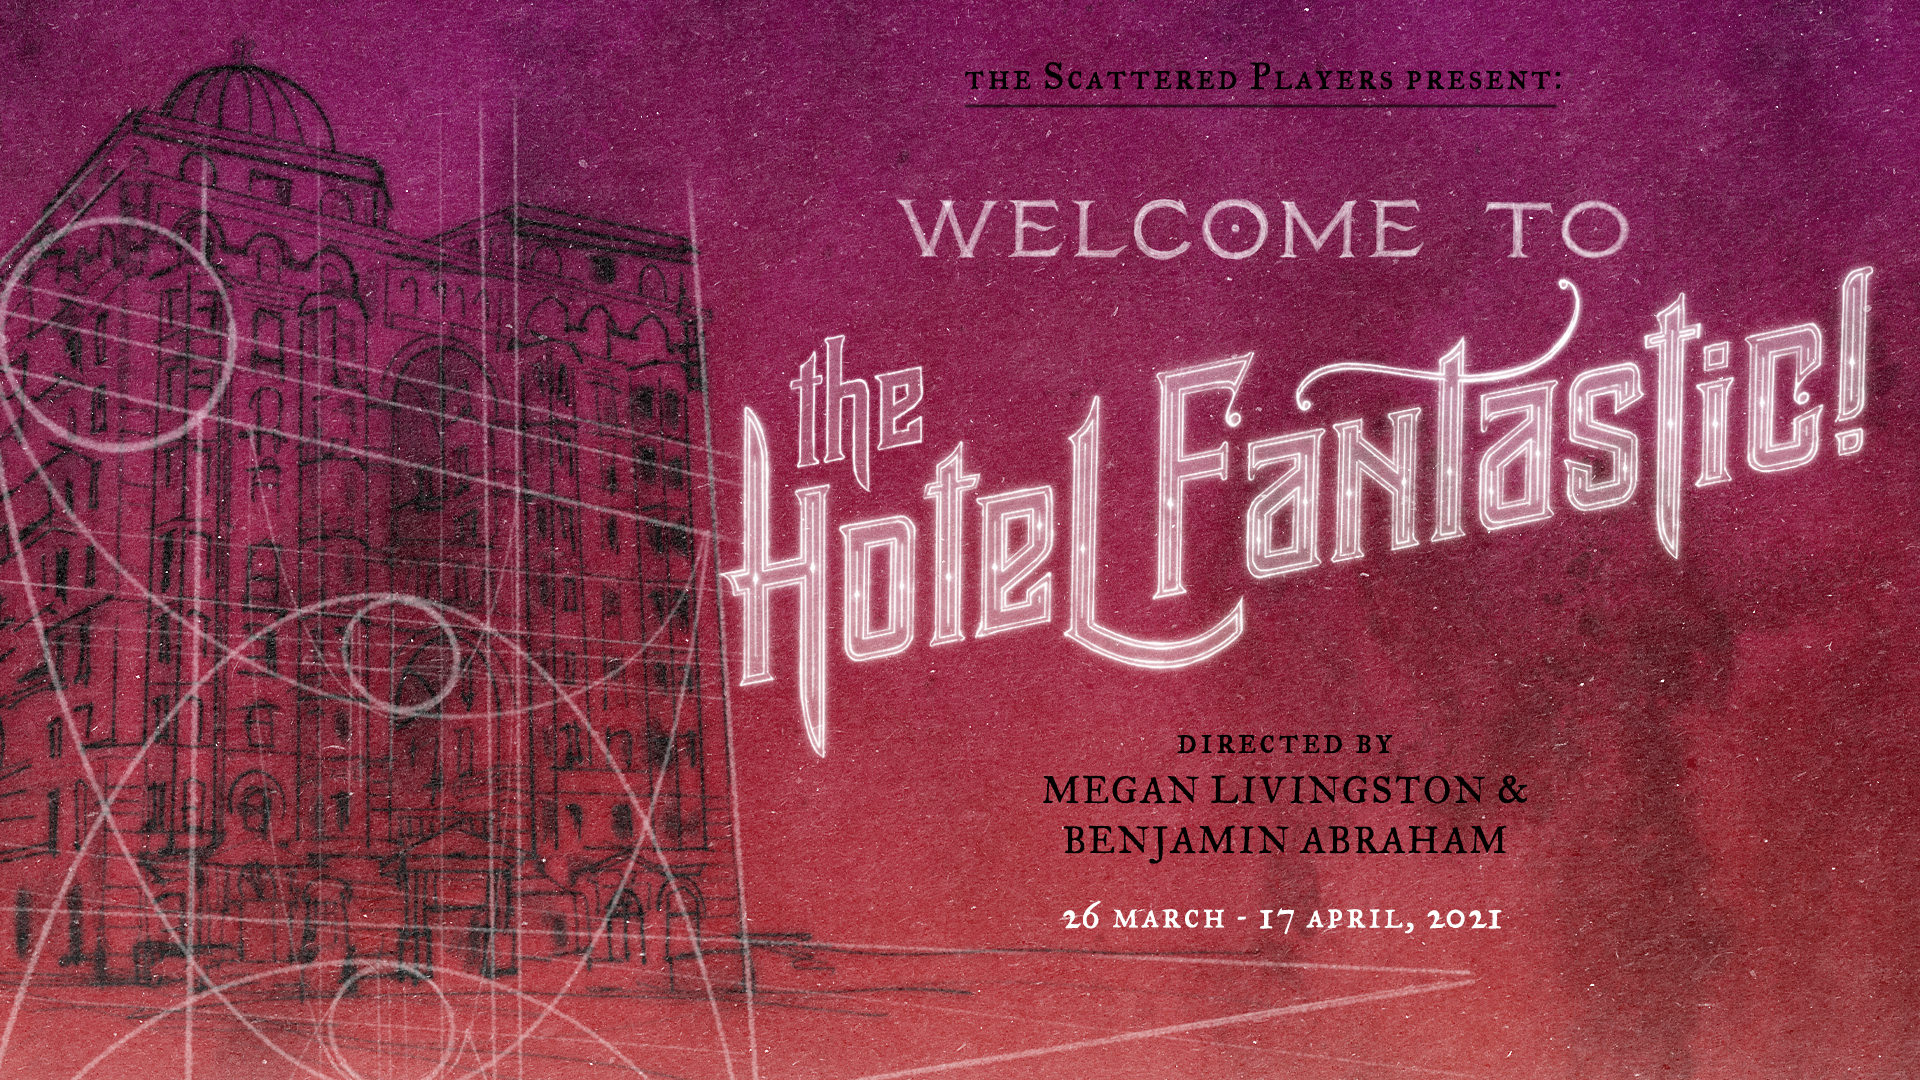 the Scattered Players present:
WELCOME TO
the
Hotel Fantastic!
DIRECTED BY
MEGAN LIVINGSTON &
BENJAMIN ABRAHAM
26 MARCH - 17 APRIL, 2021